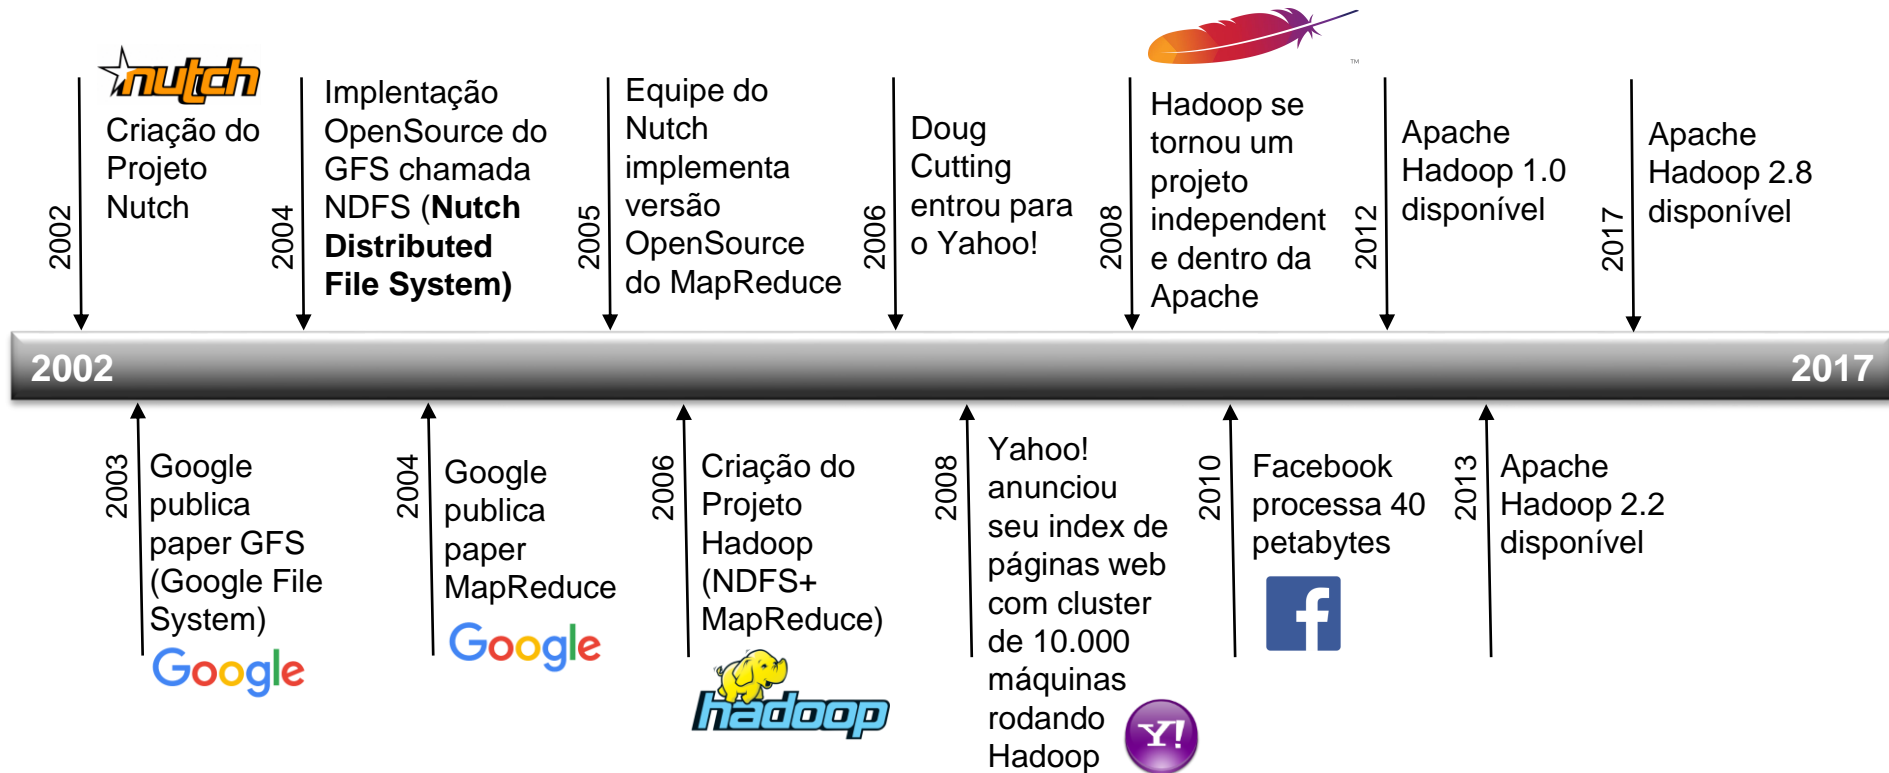 nutch
2002
Criação do
Projeto
Nutch
2004
Implentação
OpenSource do
GFS chamada
NDFS (Nutch
Distributed
File System)
2005
Equipe do
Nutch
implementa
versão
OpenSource
do MapReduce
2006
Doug
Cutting
entrou para
o Yahoo!
TM
2008
Hadoop se
tornou um
projeto
independent
e dentro da
Apache
2012
Apache
Hadoop 1.0
disponível
2017
Apache
Hadoop 2.8
disponível
2002
2017
2003
Google
publica
paper GFS
(Google File
System)
Google
2004
Google
publica
paper
MapReduce
Google
2006
Criação do
Projeto
Hadoop
(NDFS+
MapReduce)
hadoop
2008
Yahoo!
anunciou
seu index de
páginas web
com cluster
de 10.000
máquinas
rodando
Hadoop
Y!
2010
Facebook
processa 40
petabytes
f
2013
Apache
Hadoop 2.2
disponível